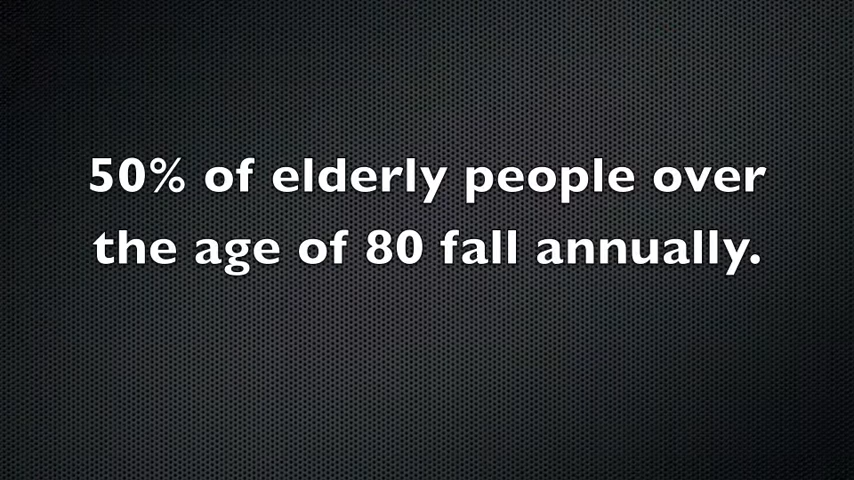 50% of elderly people over
the age of 80 fall annually.